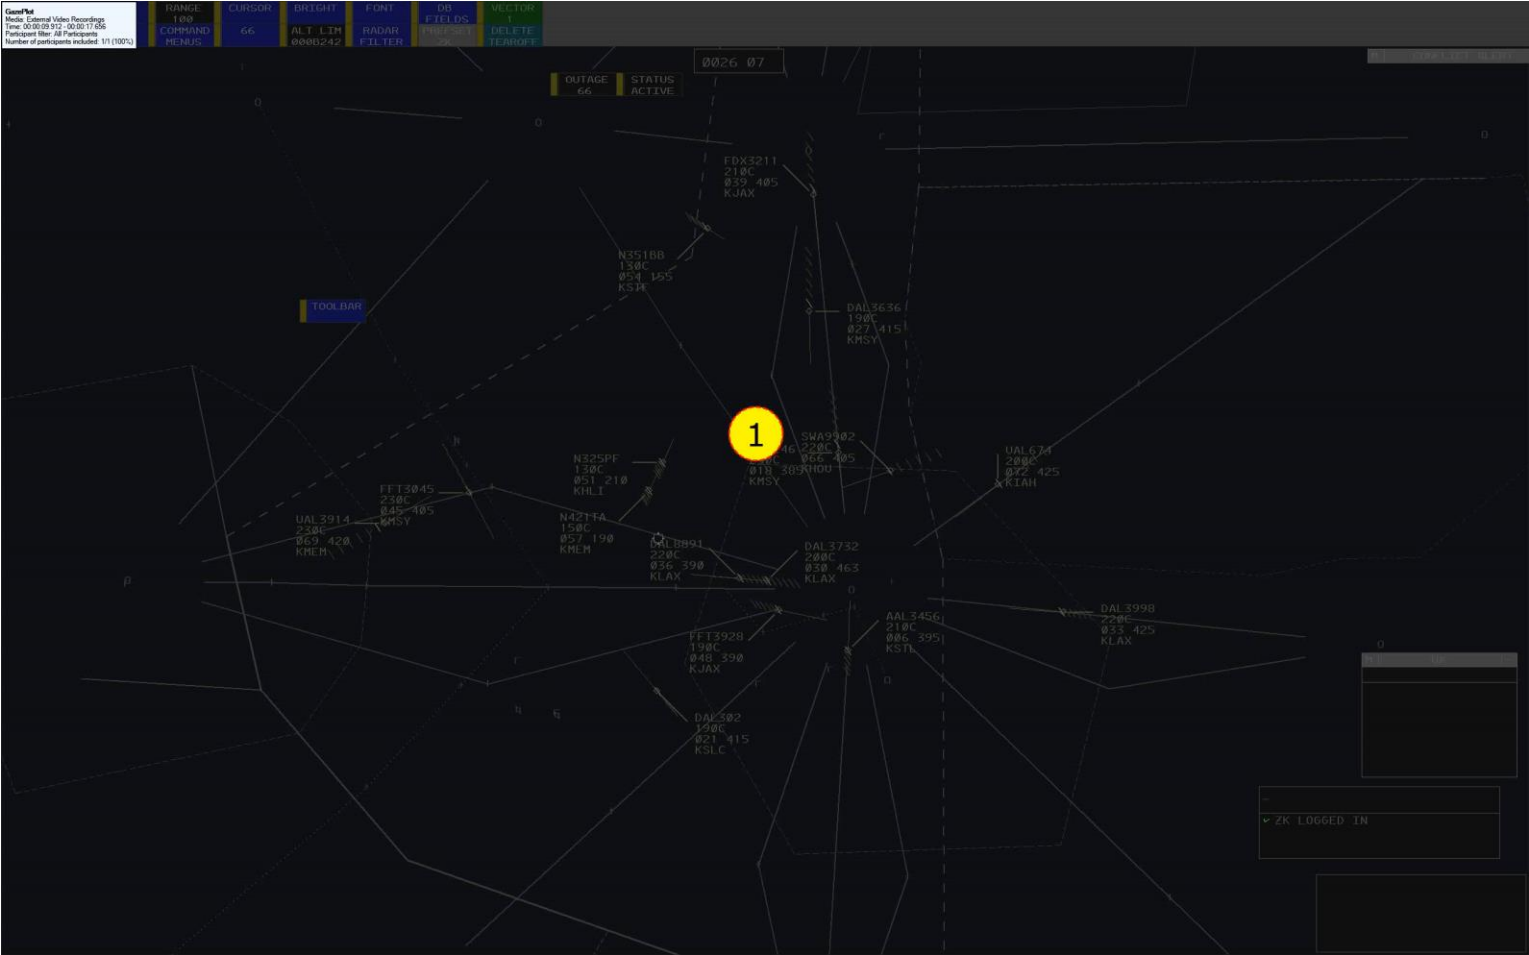 GazePlot
Media: External Video Recordings
Time: 00:00:09.912 - 00:00:17.656
Participant filter: All Participants
Number of participants included: 1/1 (100%)
RANGE
100
CURSOR
BRIGHT
FONT
DB
FIELDS
VECTOR
1
COMMAND
MENUS
66
ALT LIM
000B242
RADAR
FILTER
DELETE
TEAROFF
0026 07
OUTAGE
66
STATUS
ACTIVE
CONFLICT ALERT
FDX3211
210C
039 405
KJAX
N351BB
130C
054 155
TOOLBAR
DAL3636
190C
027 415
KMSY
1
SWA9902
220C
066 405
KHOU
KMSY
UAL674
200C
072 425
KIAH
N325PF
130C
051 210
KHLI
FFT3045
230C
045 405
KMSY
UAL3914
230C
069 420
KMEM
N421TA
150C
057 190
KMEM
DAL8891
220C
036 390
KLAX
DAL3732
200C
030 463
KLAX
DAL3998
220C
033 425
KLAX
AAL3456
210C
006 395
KSTL
FFT3928
190C
048 390
KJAX
DAL302
190C
021 415
KSLC
ZK LOGGED IN